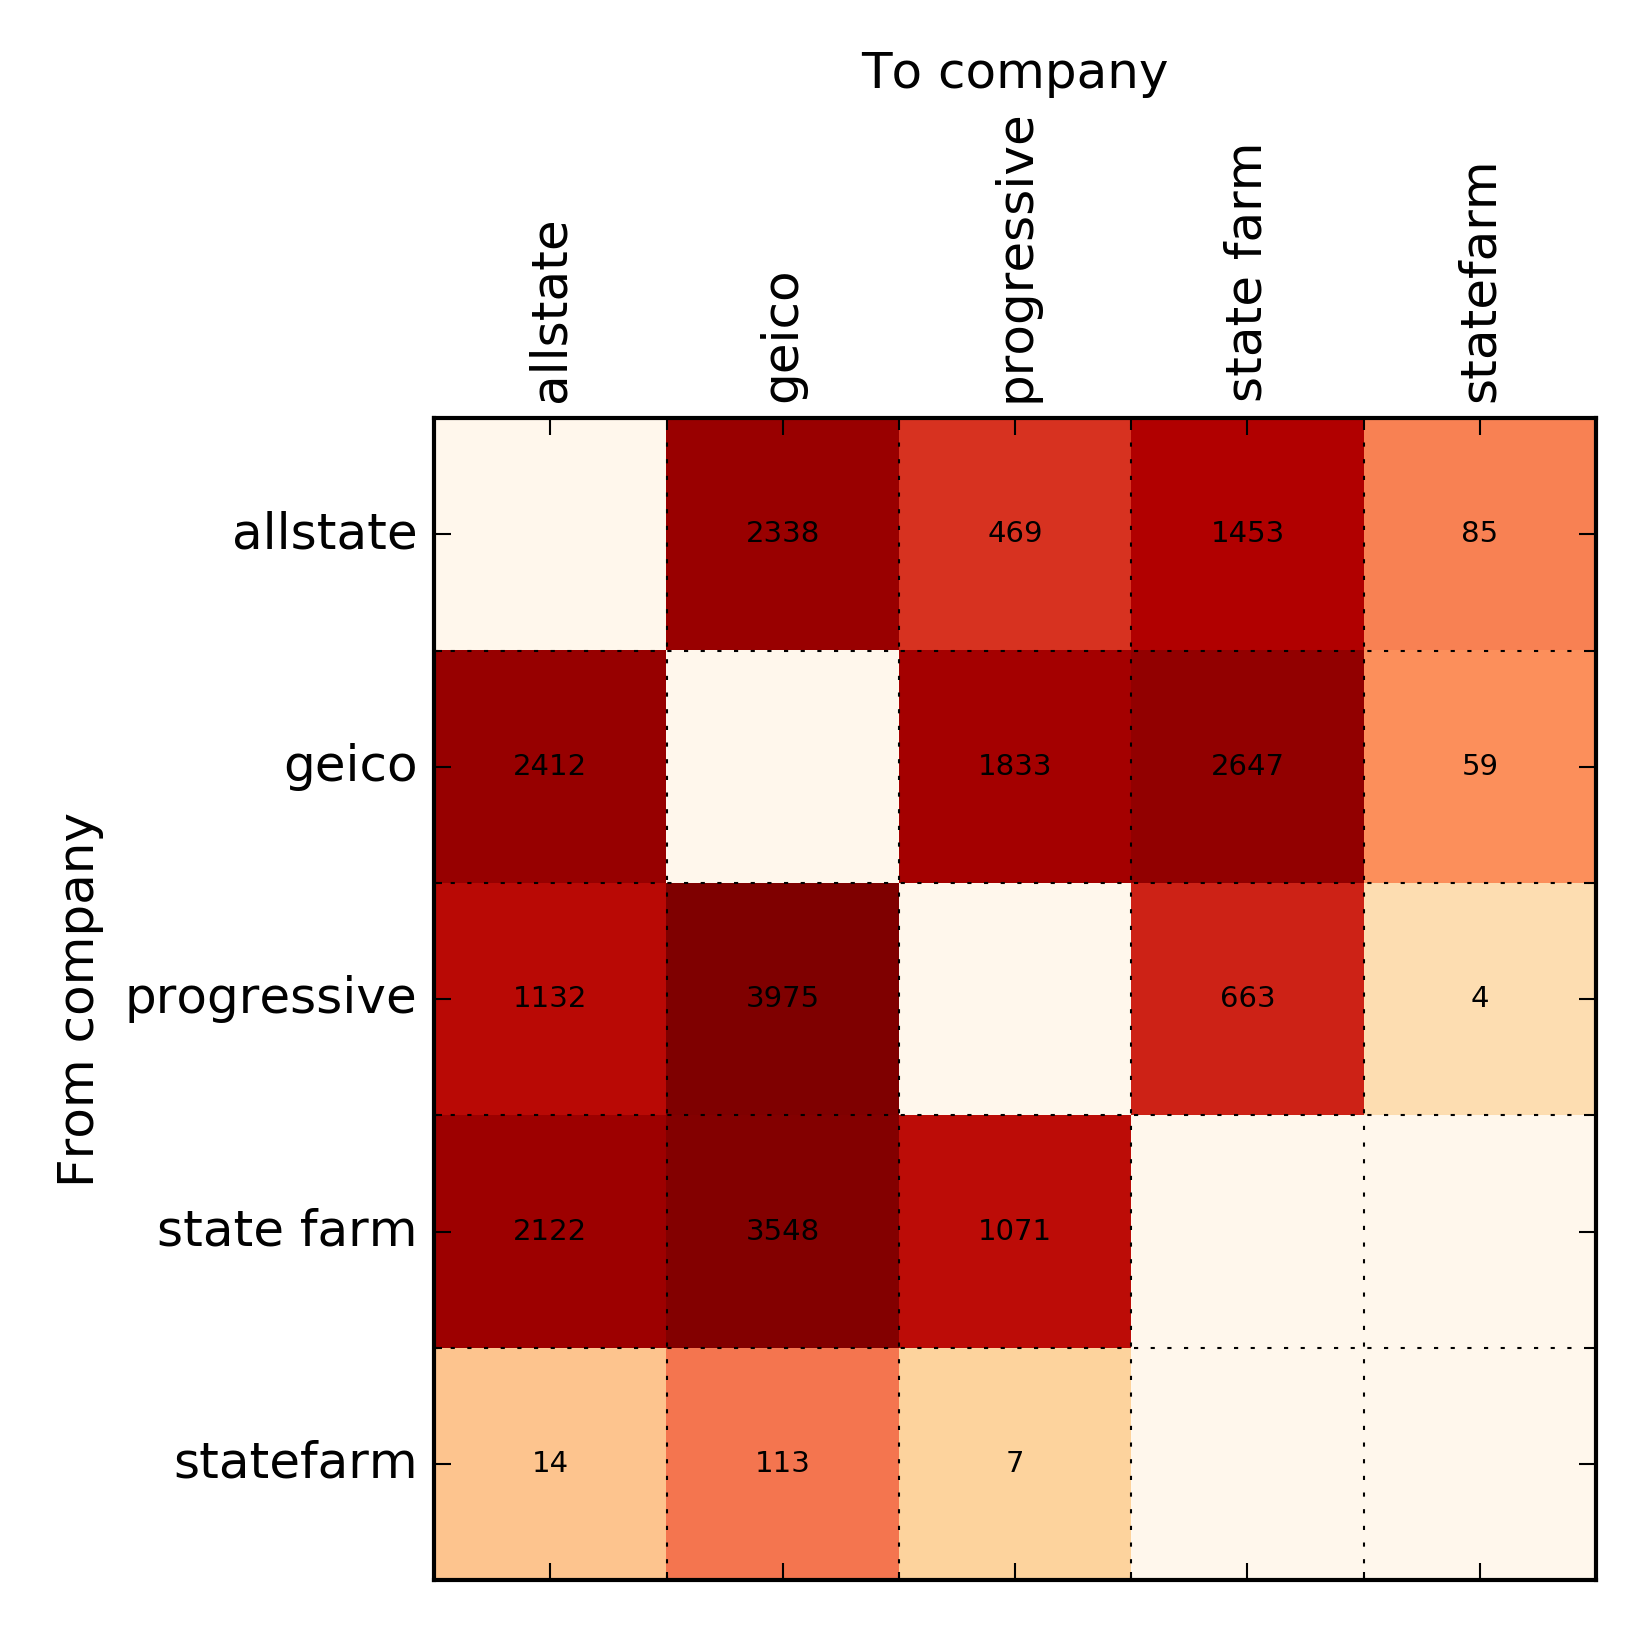 To company
allstate
geico
progressive
state farm
statefarm
From company
allstate
2338
469
1453
85
geico
2412
1833
2647
59
progressive
1132
3975
663
4
state farm
2122
3548
1071
statefarm
14
113
7